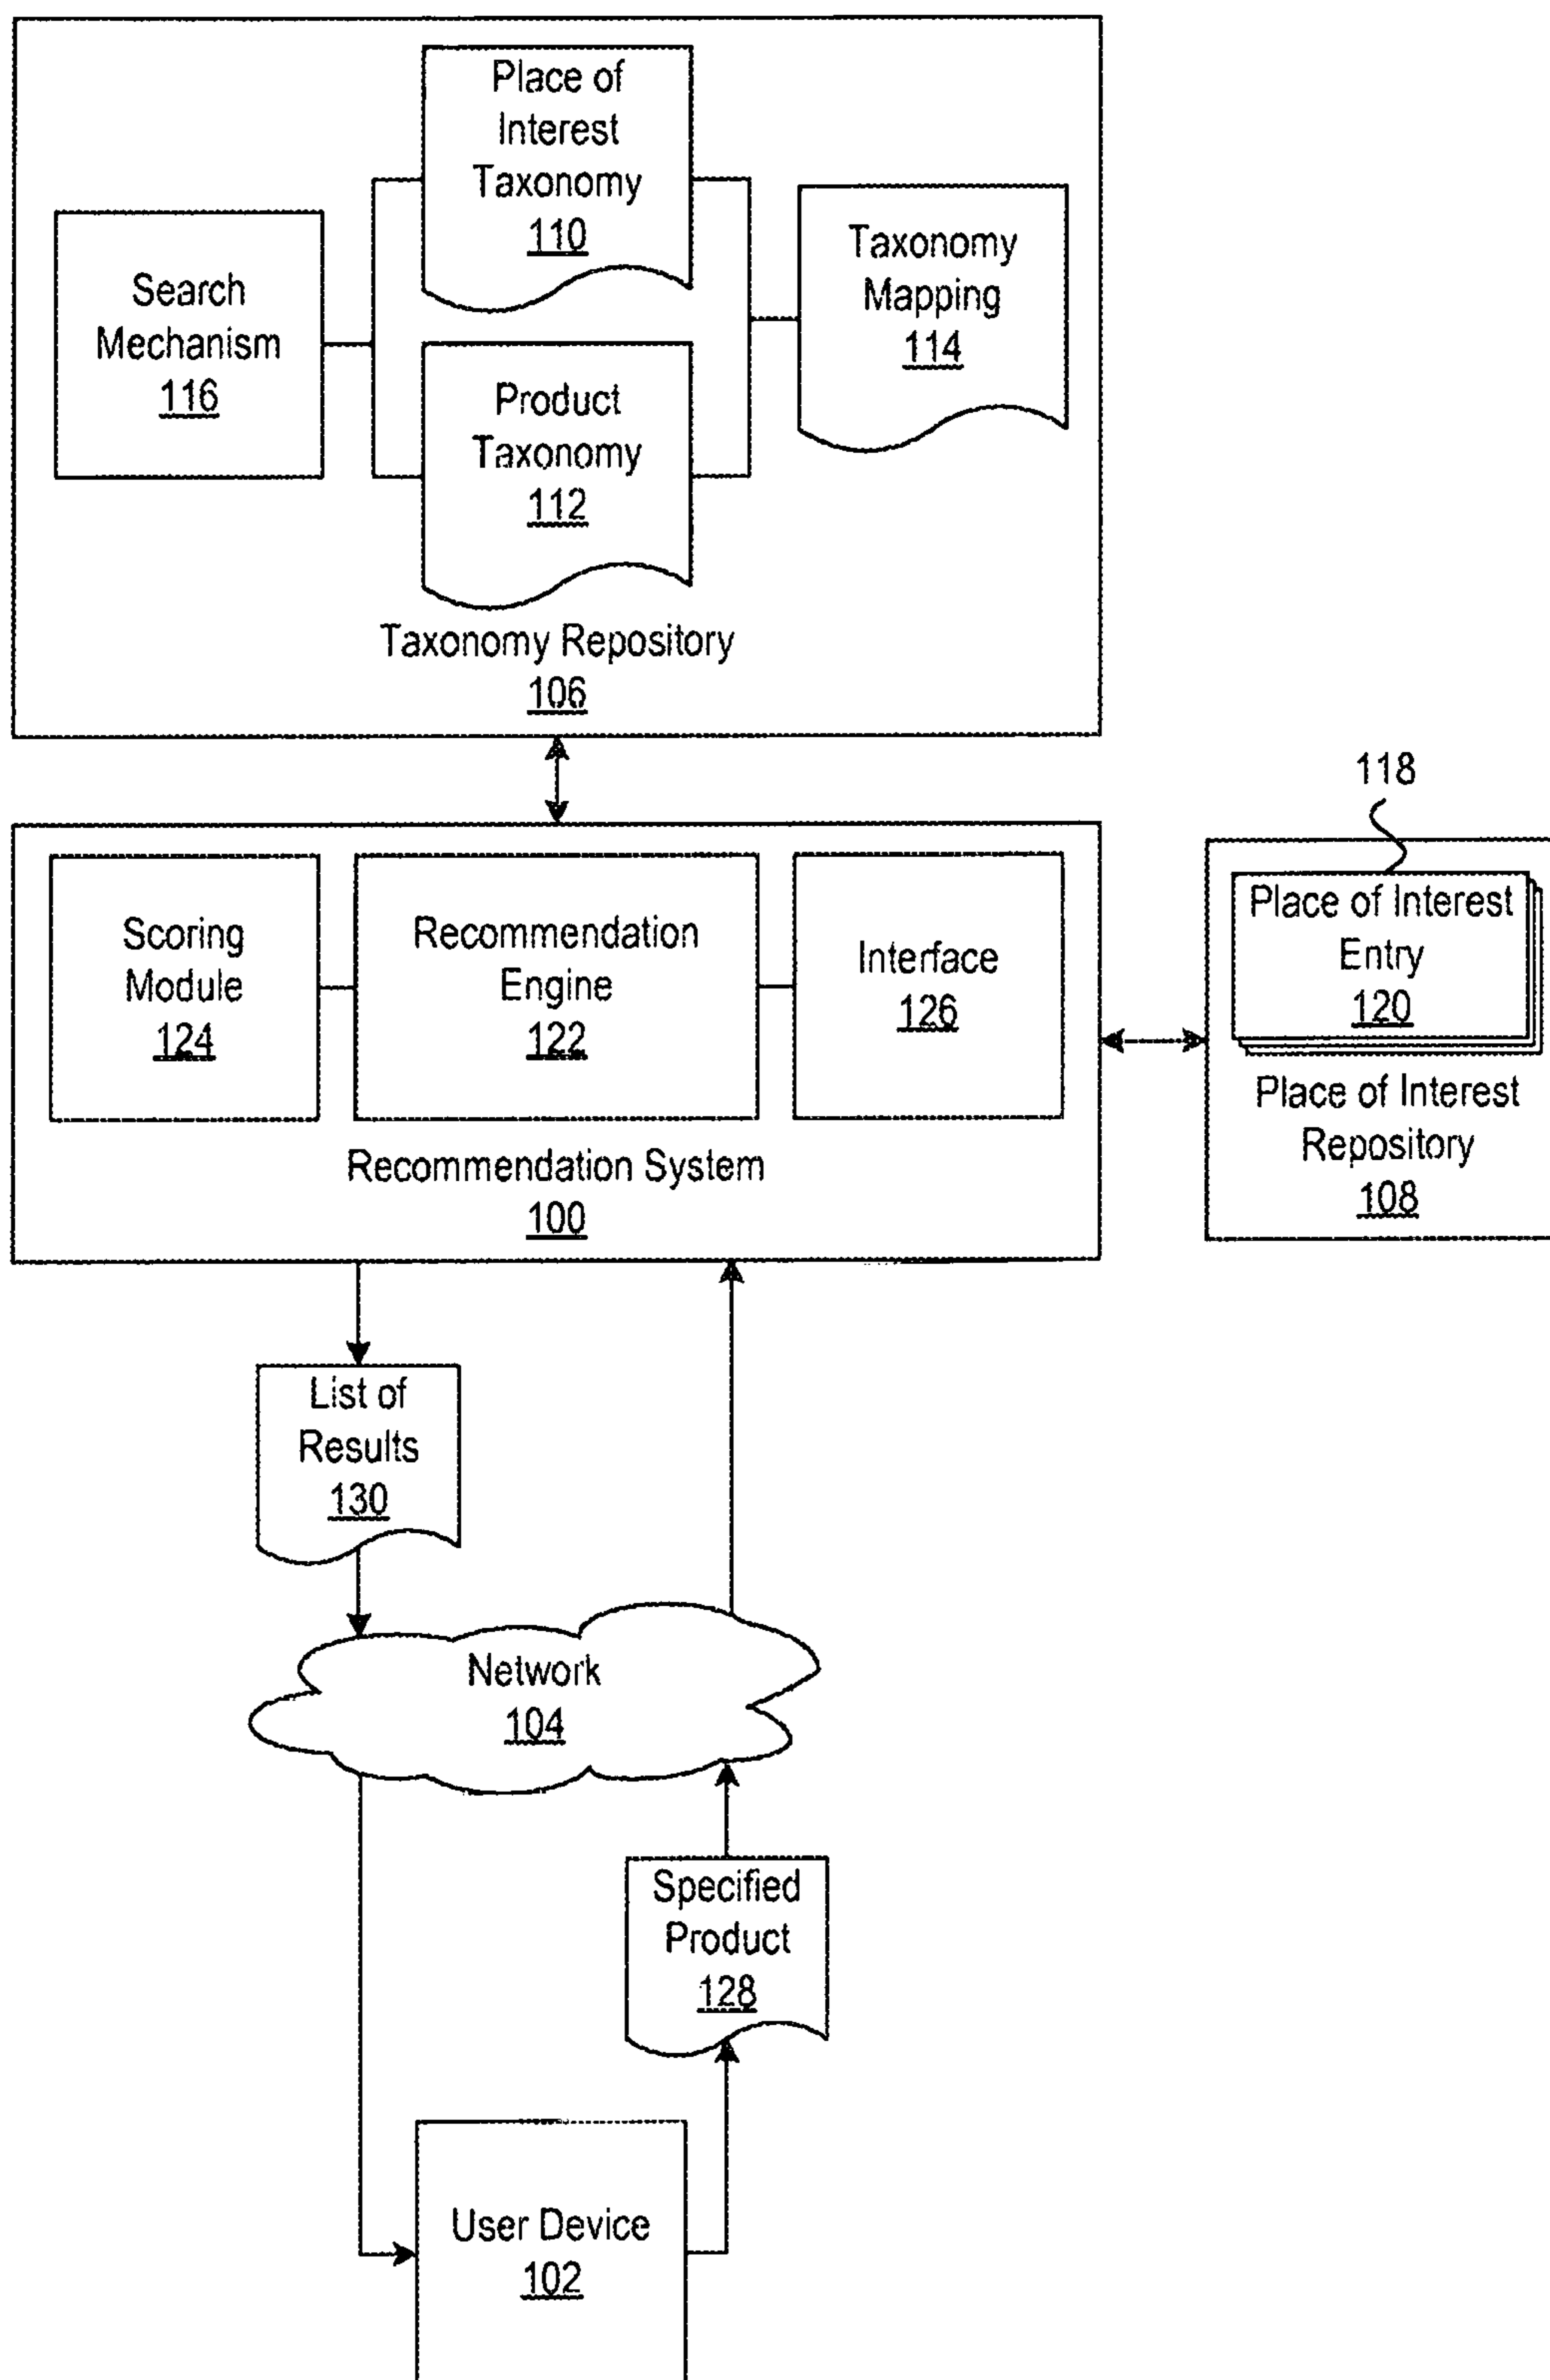 Place of
Interest
Taxonomy
110
Search
Mechanism
116
Product
Taxonomy
112
Taxonomy
Mapping
114
Taxonomy Repository
106
Scoring
Module
124
Recommendation
Engine
122
Interface
126
Recommendation System
100
118
Place of Interest
Entry
120
Place of Interest
Repository
108
List of
Results
130
Network
104
Specified
Product
128
User Device
102